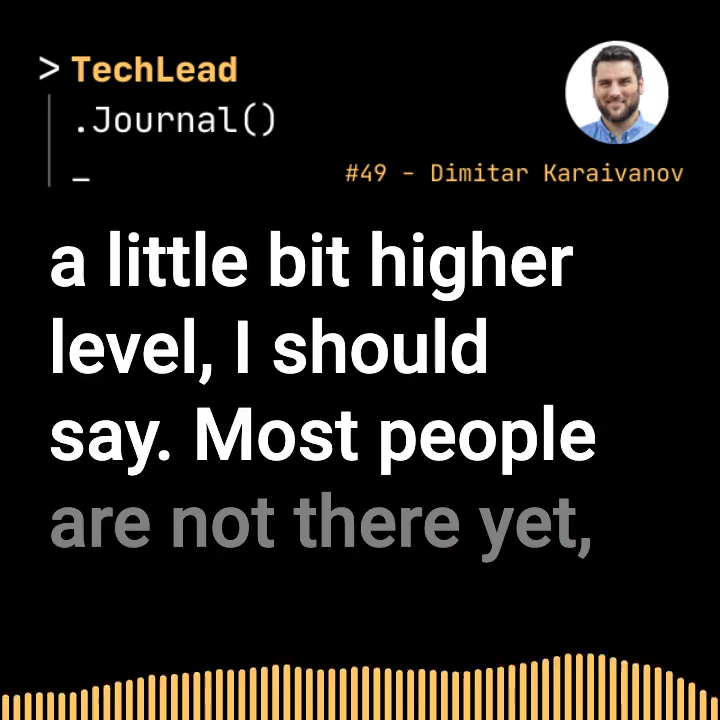 > TechLead
.Journal()
_
#49 – Dimitar Karaivanov
a little bit higher
level, I should
say. Most people
are not there yet,